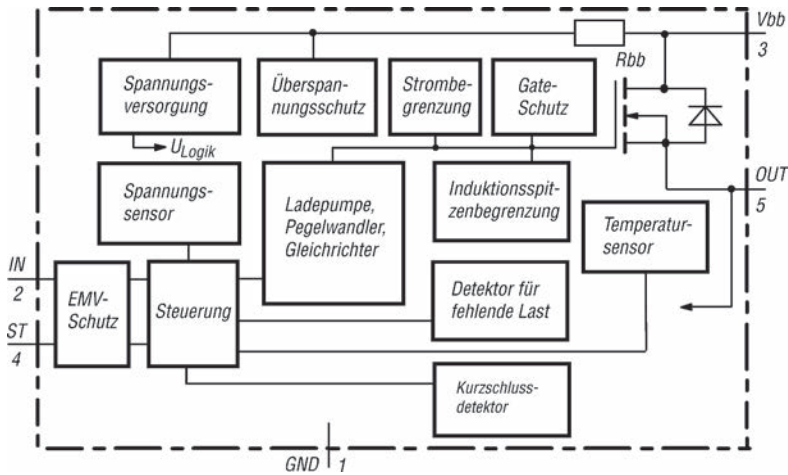 Vbb
3
Rbb
Spannungs-
versorgung
Überspan-
nungsschutz
Strombe-
grenzung
Gate-
Schutz
ULogik
OUT
5
Spannungs-
sensor
Ladepumpe,
Pegelwandler,
Gleichrichter
Induktionsspit-
zenbegrenzung
Temperatur-
sensor
IN
2
EMV-
Schutz
Steuerung
Detektor für
fehlende Last
ST
4
Kurzschluss-
detektor
GND
1